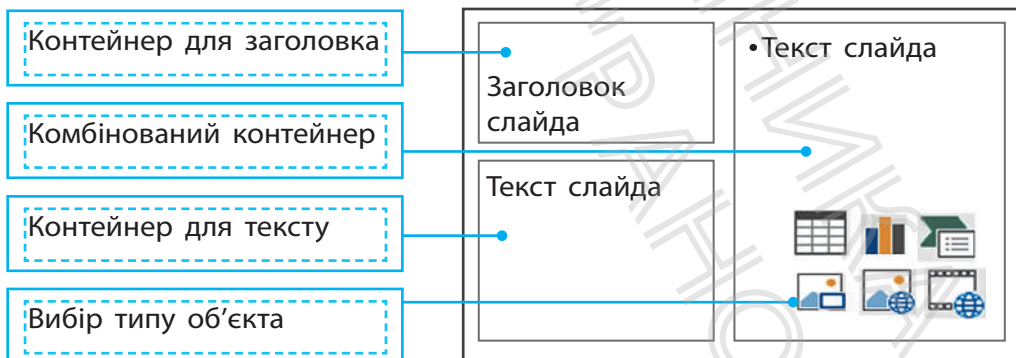 Контейнер для заголовка
Комбінований контейнер
Контейнер для тексту
Вибір типу об’єкта
Заголовок
слайда
Текст слайда
•Текст слайда